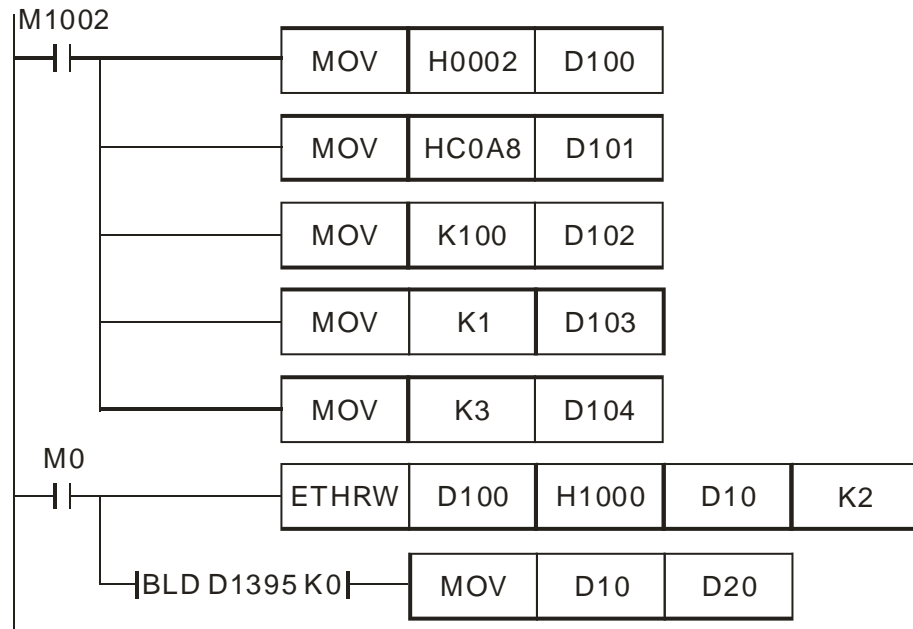 M1002
MOV H0002 D100
MOV HC0A8 D101
MOV K100 D102
MOV K1 D103
MOV K3 D104
M0
ETHRW D100 H1000 D10 K2
BLD D1395 K0 MOV D10 D20